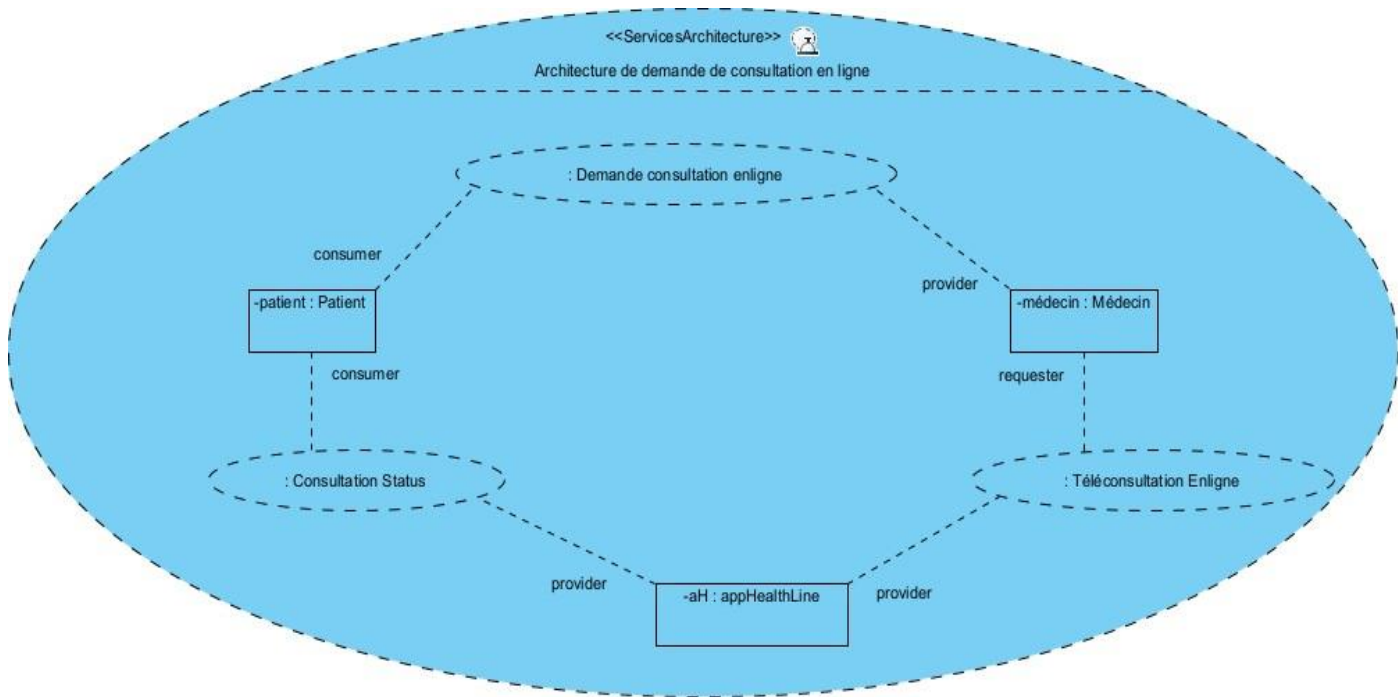 <<ServicesArchitecture>>
Architecture de demande de consultation en ligne
: Demande consultation enligne
consumer
provider
-patient : Patient
-médecin : Médecin
consumer
requester
: Consultation Status
: Téléconsultation Enligne
provider
-aH : appHealthLine
provider